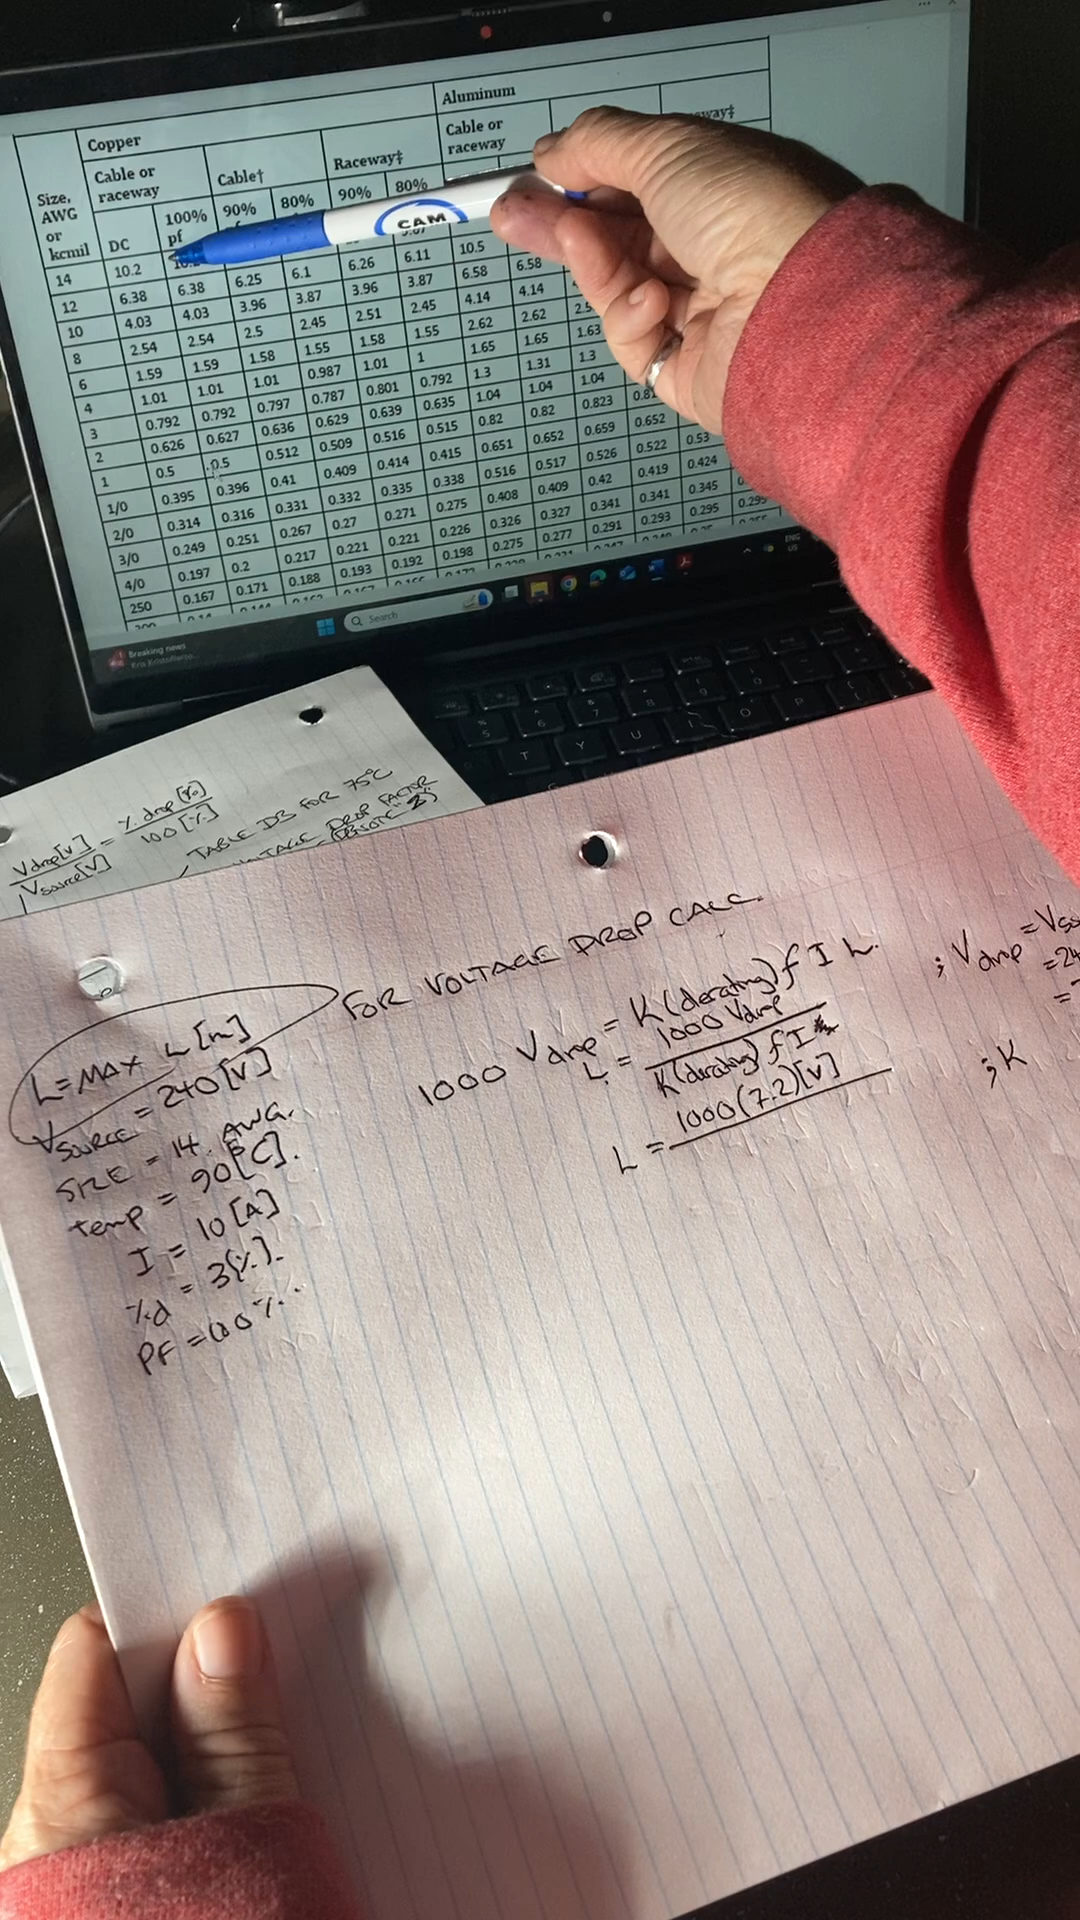 Aluminum
Copper
Cable or raceway
Cable or raceway
Cable†
Raceway‡
Size, AWG or kcmil
DC
100% pf
90%
80%
90%
80%
CAM
14 10.2
12 6.38 6.38 6.25 6.1 6.26 6.11 10.5
10 4.03 4.03 3.96 3.87 3.96 3.87 6.58 6.58
8 2.54 2.54 2.5 2.45 2.51 2.45 4.14 4.14
6 1.59 1.59 1.58 1.55 1.58 1.55 2.62 2.62
4 1.01 1.01 1.01 0.987 1.01 1 1.65 1.65 1.63
3 0.792 0.792 0.797 0.787 0.801 0.792 1.3 1.31 1.3
2 0.626 0.627 0.636 0.629 0.639 0.635 1.04 1.04 1.04
1 0.5 0.5 0.512 0.509 0.516 0.515 0.82 0.82 0.823
1/0 0.395 0.396 0.41 0.409 0.414 0.415 0.651 0.652 0.659 0.652
2/0 0.314 0.316 0.331 0.332 0.335 0.338 0.516 0.517 0.526 0.522 0.53
3/0 0.249 0.251 0.267 0.27 0.271 0.275 0.408 0.409 0.42 0.419 0.424
4/0 0.197 0.2 0.217 0.221 0.221 0.226 0.326 0.327 0.341 0.341 0.345
250 0.167 0.171 0.188 0.193 0.192 0.198 0.275 0.277 0.291 0.293 0.295 0.295
Search
ENG
US
Breaking news
Kris Kristofferso...
Vdrop[V] / Vsource[V] = % drop [%] / 100 [%]
TABLE D3 FOR 75°C
VOLTAGE DROP FACTOR
FOR VOLTAGE DROP CALC.
L = MAX L [m]
VSOURCE = 240 [V]
SIZE = 14 AWG.
temp = 90 [°C].
I = 10 [A]
%d = 3[%].
PF = 100%.
1000 Vdrop = K (derating) f I L.
L = 1000 Vdrop / K (derating) f I
L = 1000 (7.2) [V]
; Vdrop
= 24
; K